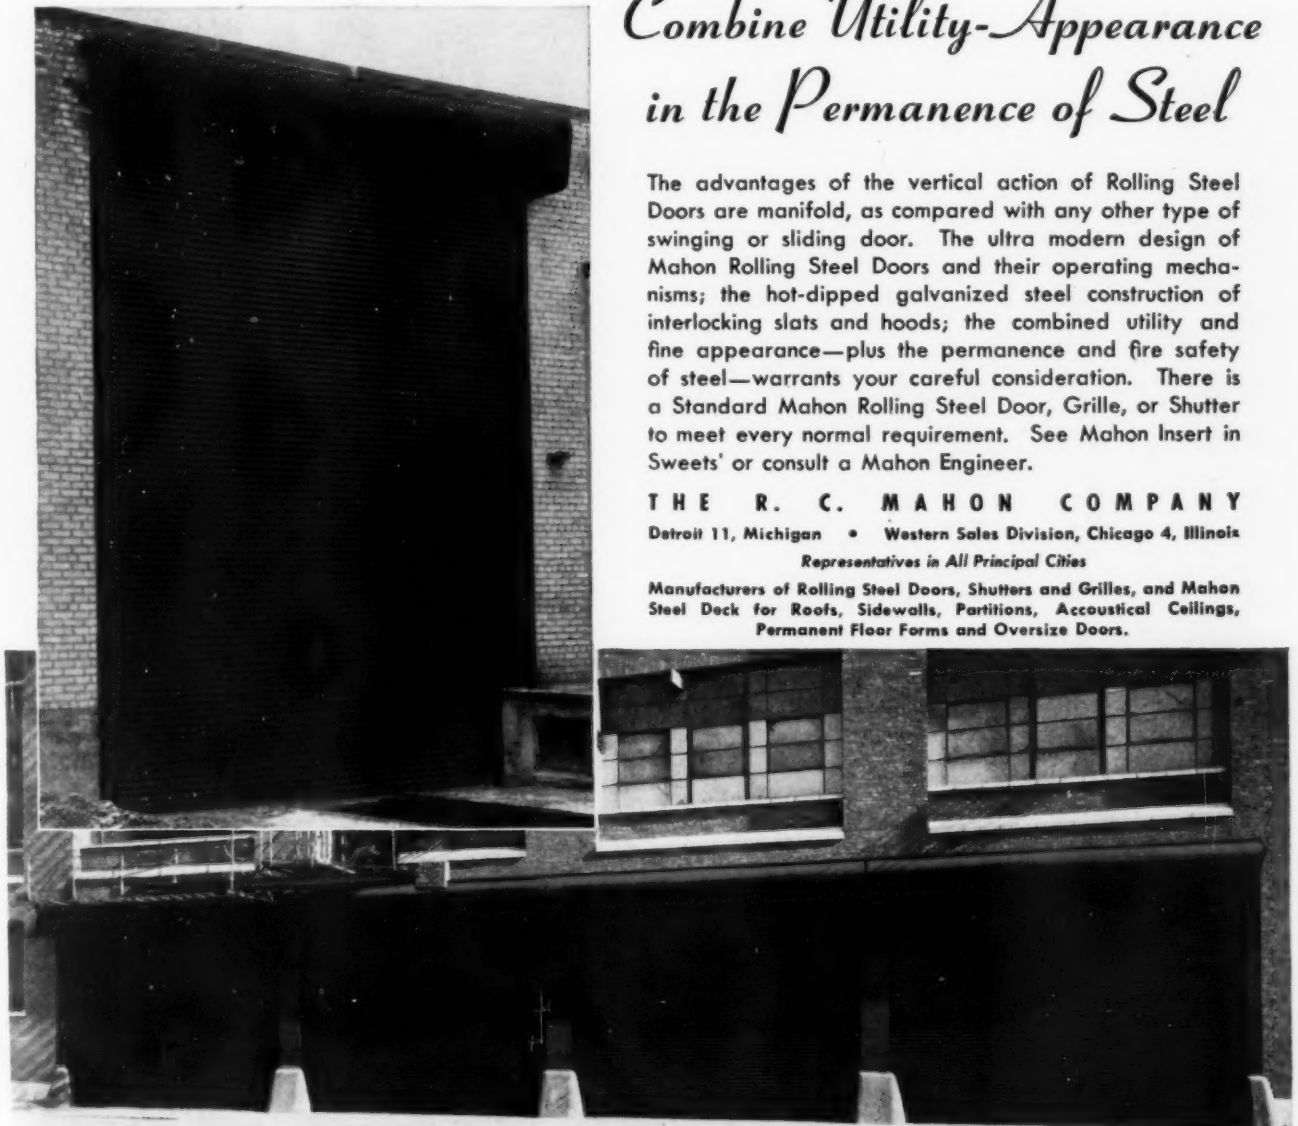 Combine Utility-Appearance
in the Permanence of Steel
The advantages of the vertical action of Rolling Steel
Doors are manifold, as compared with any other type of
swinging or sliding door. The ultra modern design of
Mahon Rolling Steel Doors and their operating mecha-
nisms; the hot-dipped galvanized steel construction of
interlocking slats and hoods; the combined utility and
fine appearance—plus the permanence and fire safety
of steel—warrants your careful consideration. There is
a Standard Mahon Rolling Steel Door, Grille, or Shutter
to meet every normal requirement. See Mahon Insert in
Sweets' or consult a Mahon Engineer.
THE R. C. MAHON COMPANY
Detroit 11, Michigan • Western Sales Division, Chicago 4, Illinois
Representatives in All Principal Cities
Manufacturers of Rolling Steel Doors, Shutters and Grilles, and Mahon
Steel Deck for Roofs, Sidewalls, Partitions, Accoustical Ceilings,
Permanent Floor Forms and Oversize Doors.